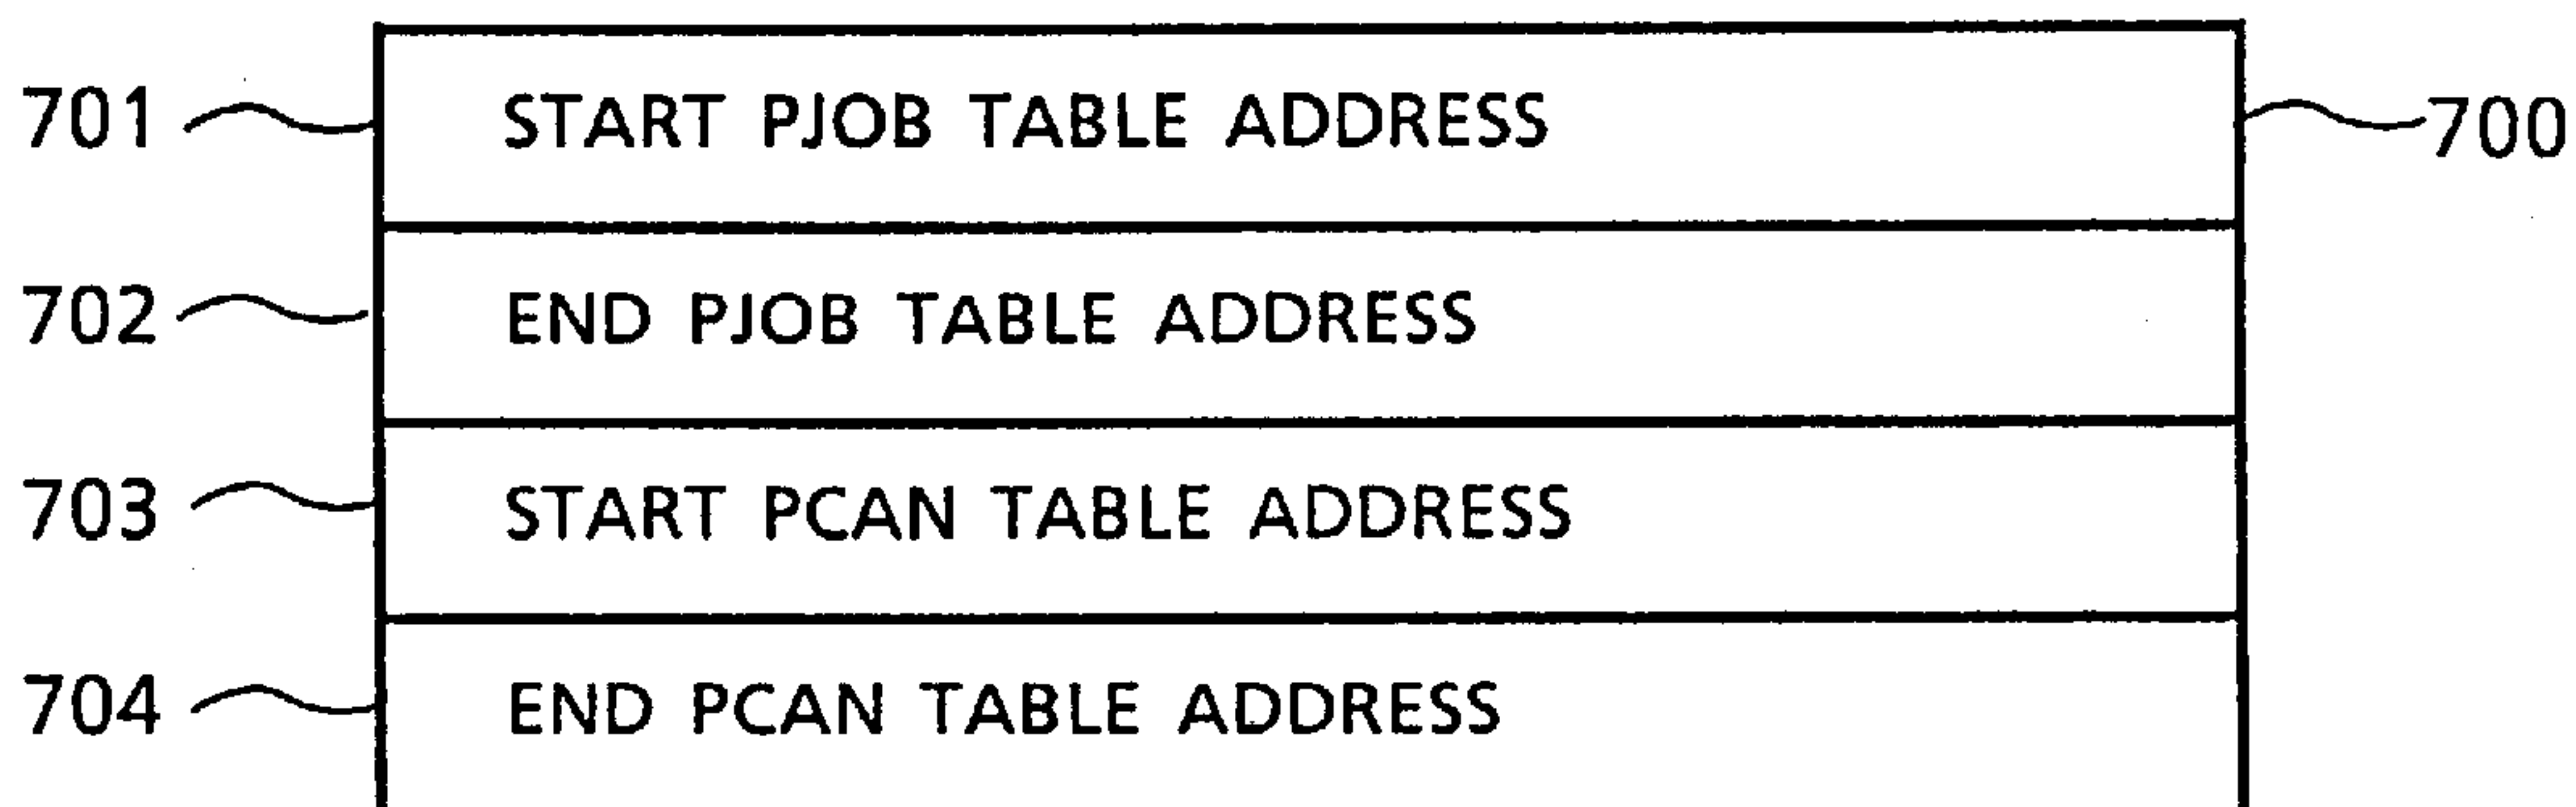 701 START PJOB TABLE ADDRESS 700
702 END PJOB TABLE ADDRESS
703 START PCAN TABLE ADDRESS
704 END PCAN TABLE ADDRESS